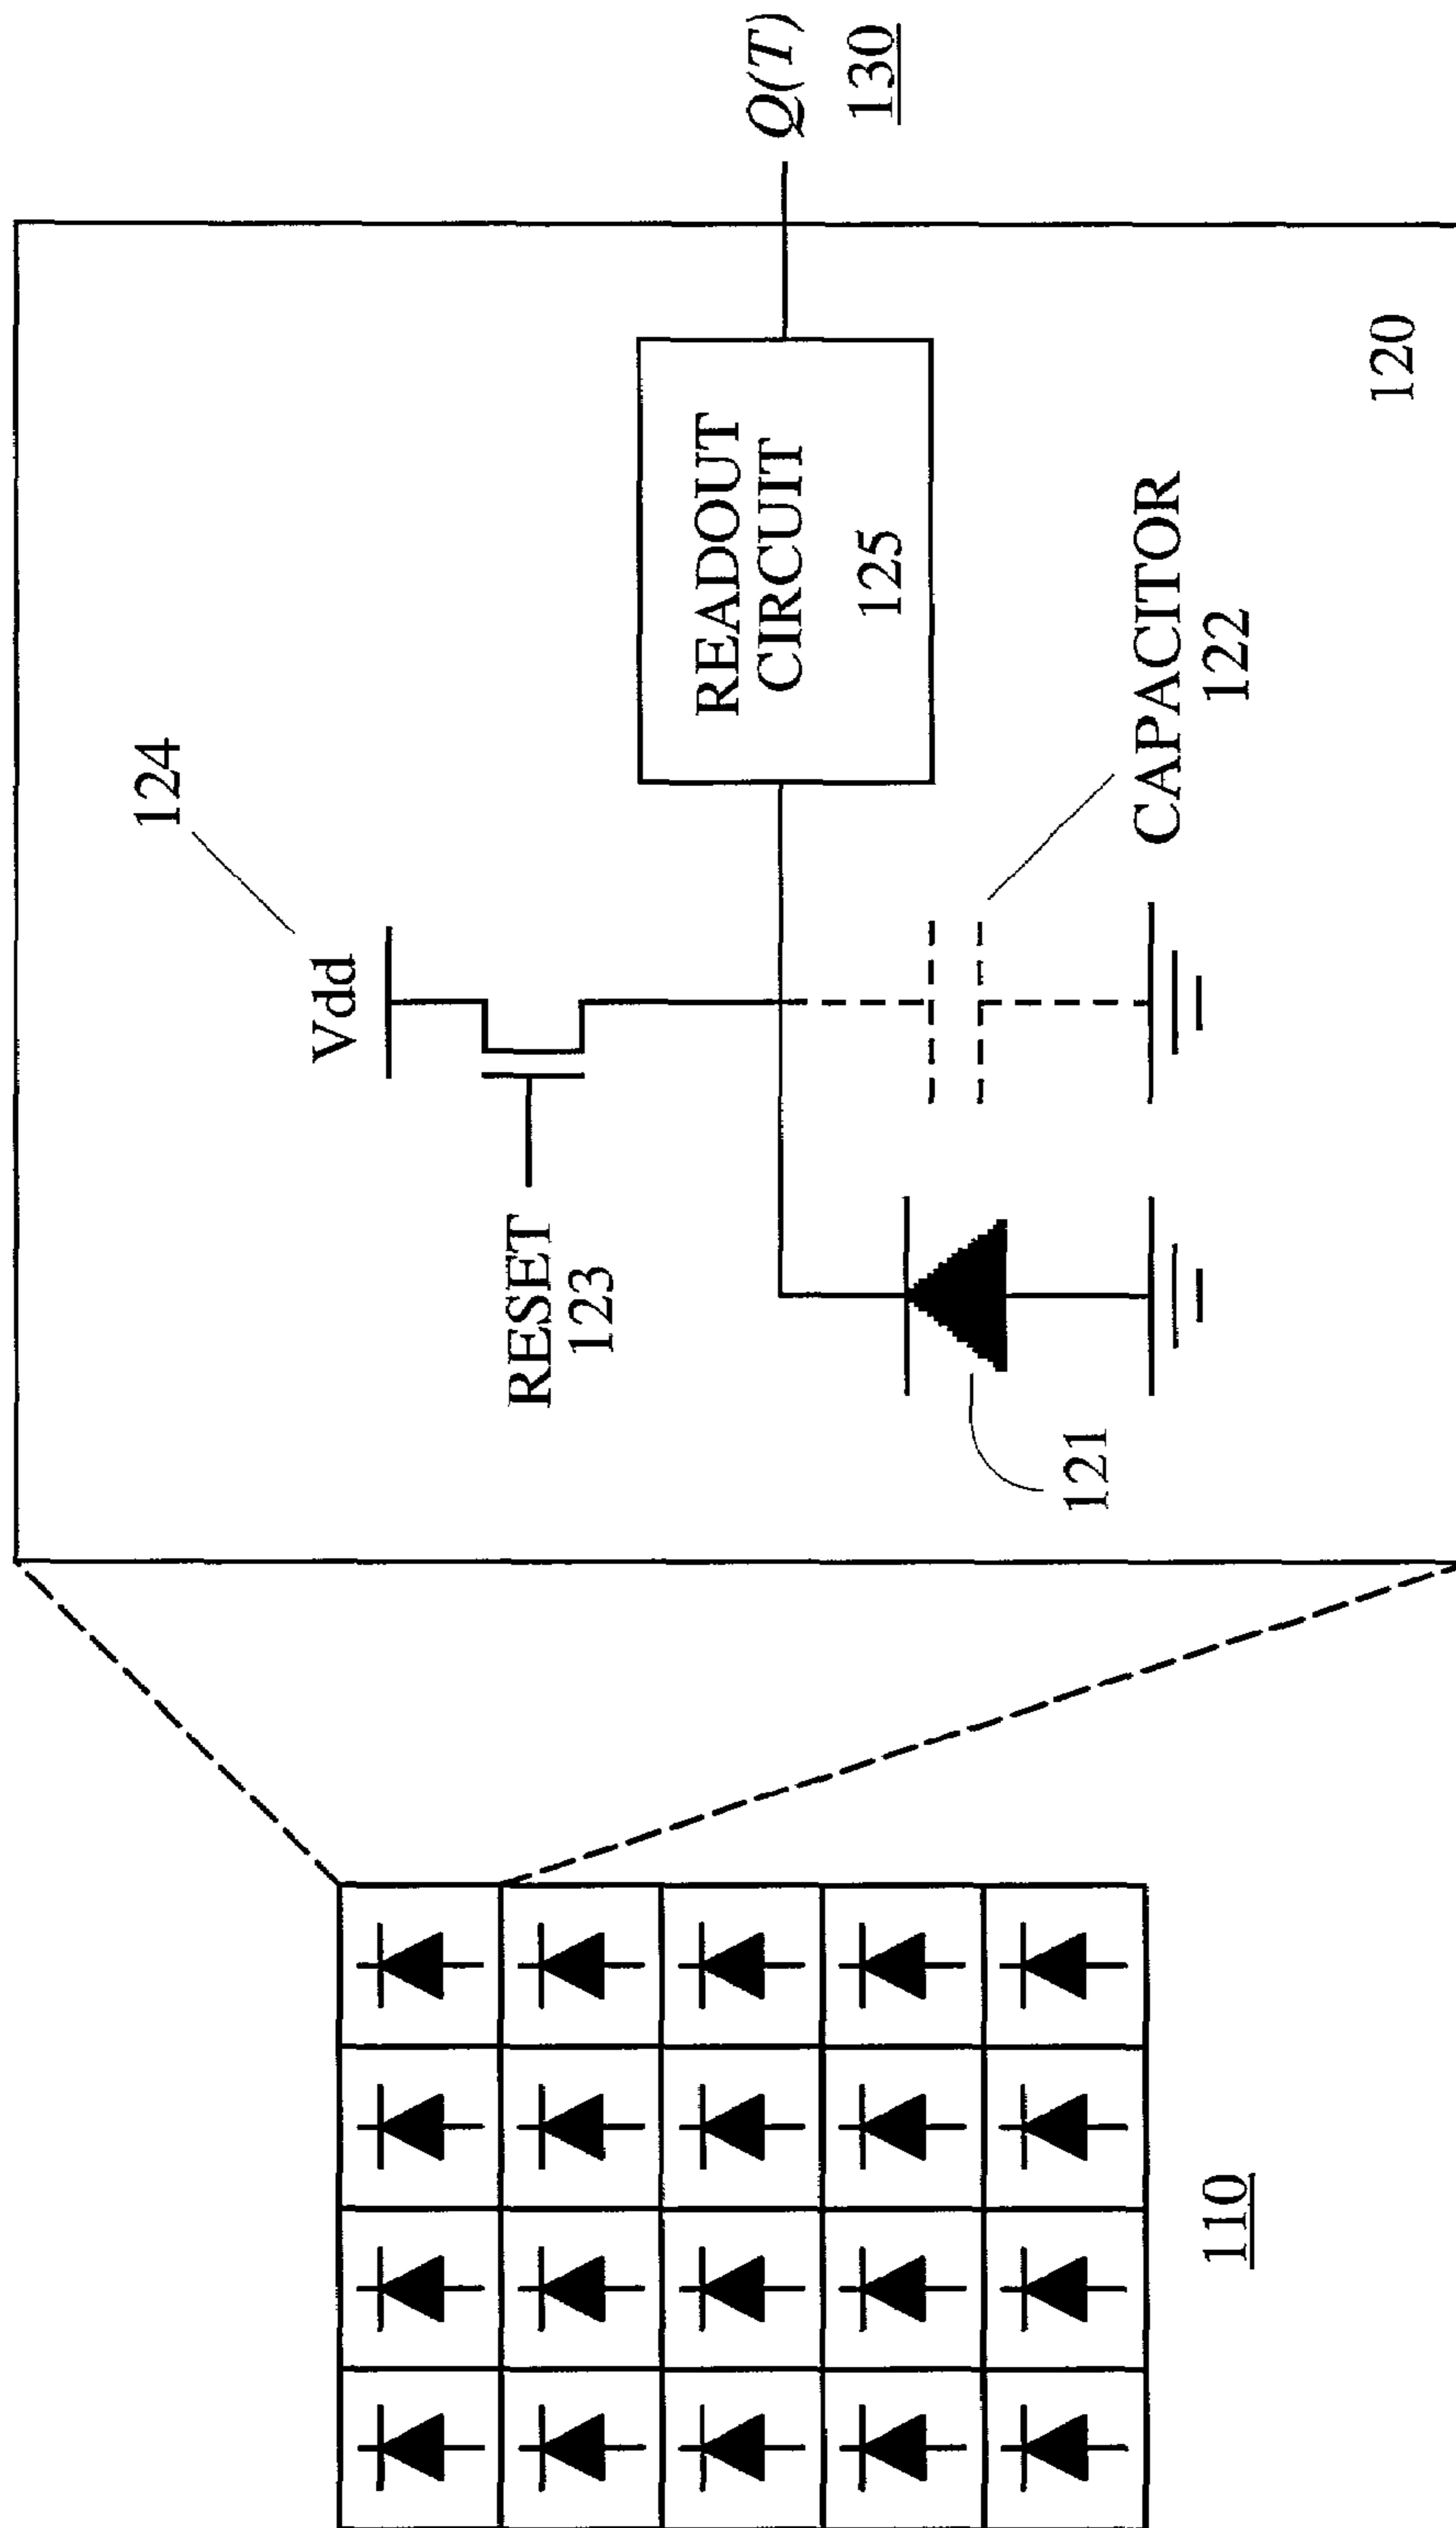 124
Vdd
RESET
123
READOUT
CIRCUIT
125
Q(T)
130
121
CAPACITOR
122
110
120